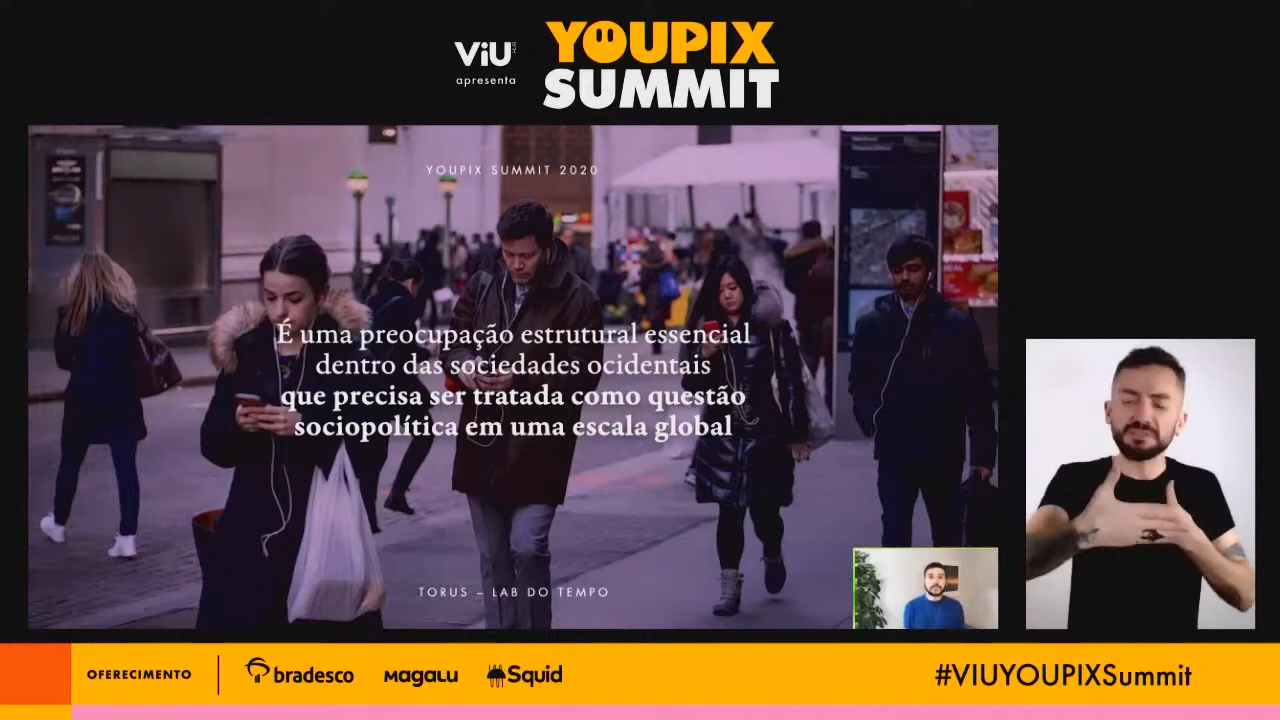 ViU
HUB
apresenta
YOUPIX
SUMMIT
YOUPIX SUMMIT 2020
É uma preocupação estrutural essencial
dentro das sociedades ocidentais
que precisa ser tratada como questão
sociopolítica em uma escala global
TORUS – LAB DO TEMPO
OFERECIMENTO
bradesco
magalu
Squid
#VIUYOUPIXSummit